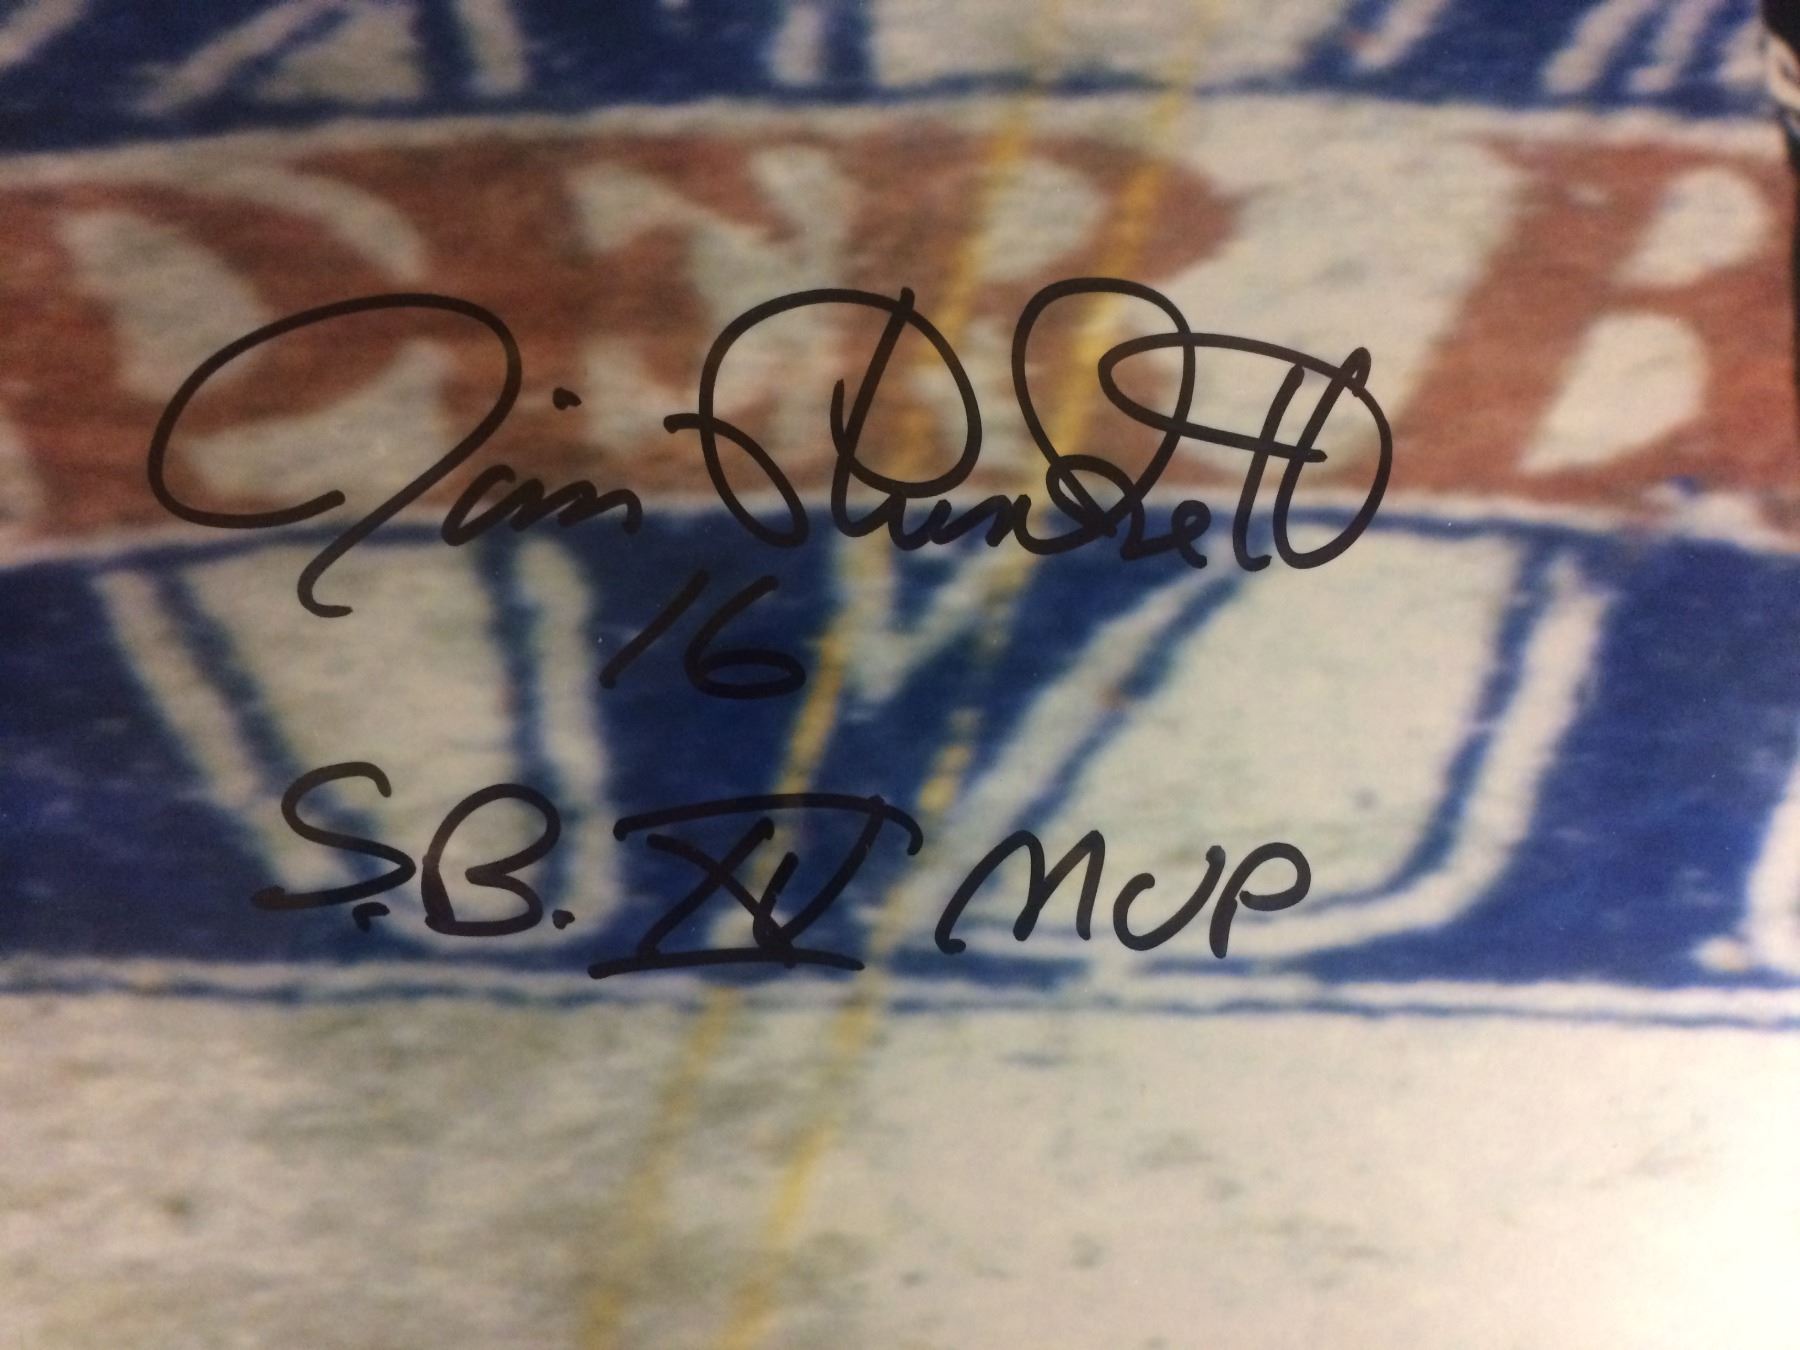 Jim Plunkett
16
S.B. XV MVP